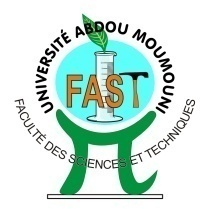 UNIVERSITÉ ABDOU MOUMOUNI
FAST
FACULTÉ DES SCIENCES ET TECHNIQUES